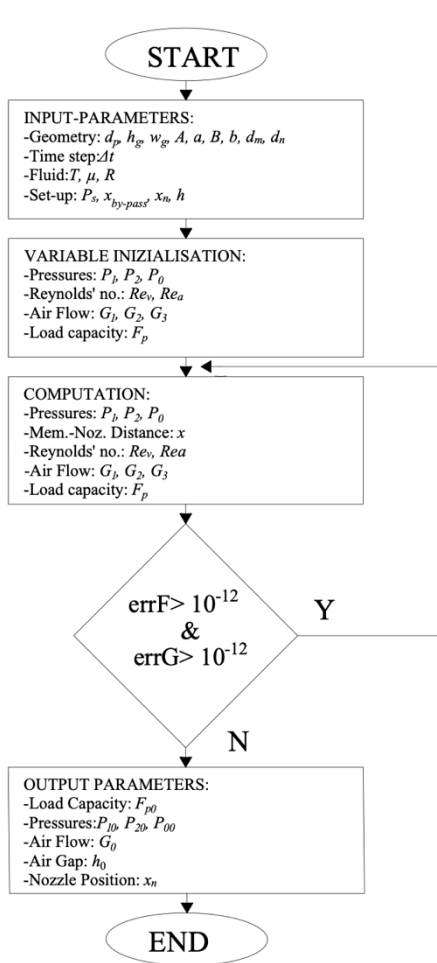 START
INPUT-PARAMETERS:
-Geometry: dₚ, h_g, w_g, A, a, B, b, dₘ, dₙ
-Time step:Δt
-Fluid:T, μ, R
-Set-up: Pₛ, x_by-pass, xₙ, h
VARIABLE INIZIALISATION:
-Pressures: P₁, P₂, P₀
-Reynolds' no.: Reᵥ, Reₐ
-Air Flow: G₁, G₂, G₃
-Load capacity: Fₚ
COMPUTATION:
-Pressures: P₁, P₂, P₀
-Mem.-Noz. Distance: x
-Reynolds' no.: Reᵥ, Rea
-Air Flow: G₁, G₂, G₃
-Load capacity: Fₚ
errF> 10⁻¹²
&
errG> 10⁻¹²
Y
N
OUTPUT PARAMETERS:
-Load Capacity: Fₚ₀
-Pressures:P₁₀, P₂₀, P₀₀
-Air Flow: G₀
-Air Gap: h₀
-Nozzle Position: xₙ
END